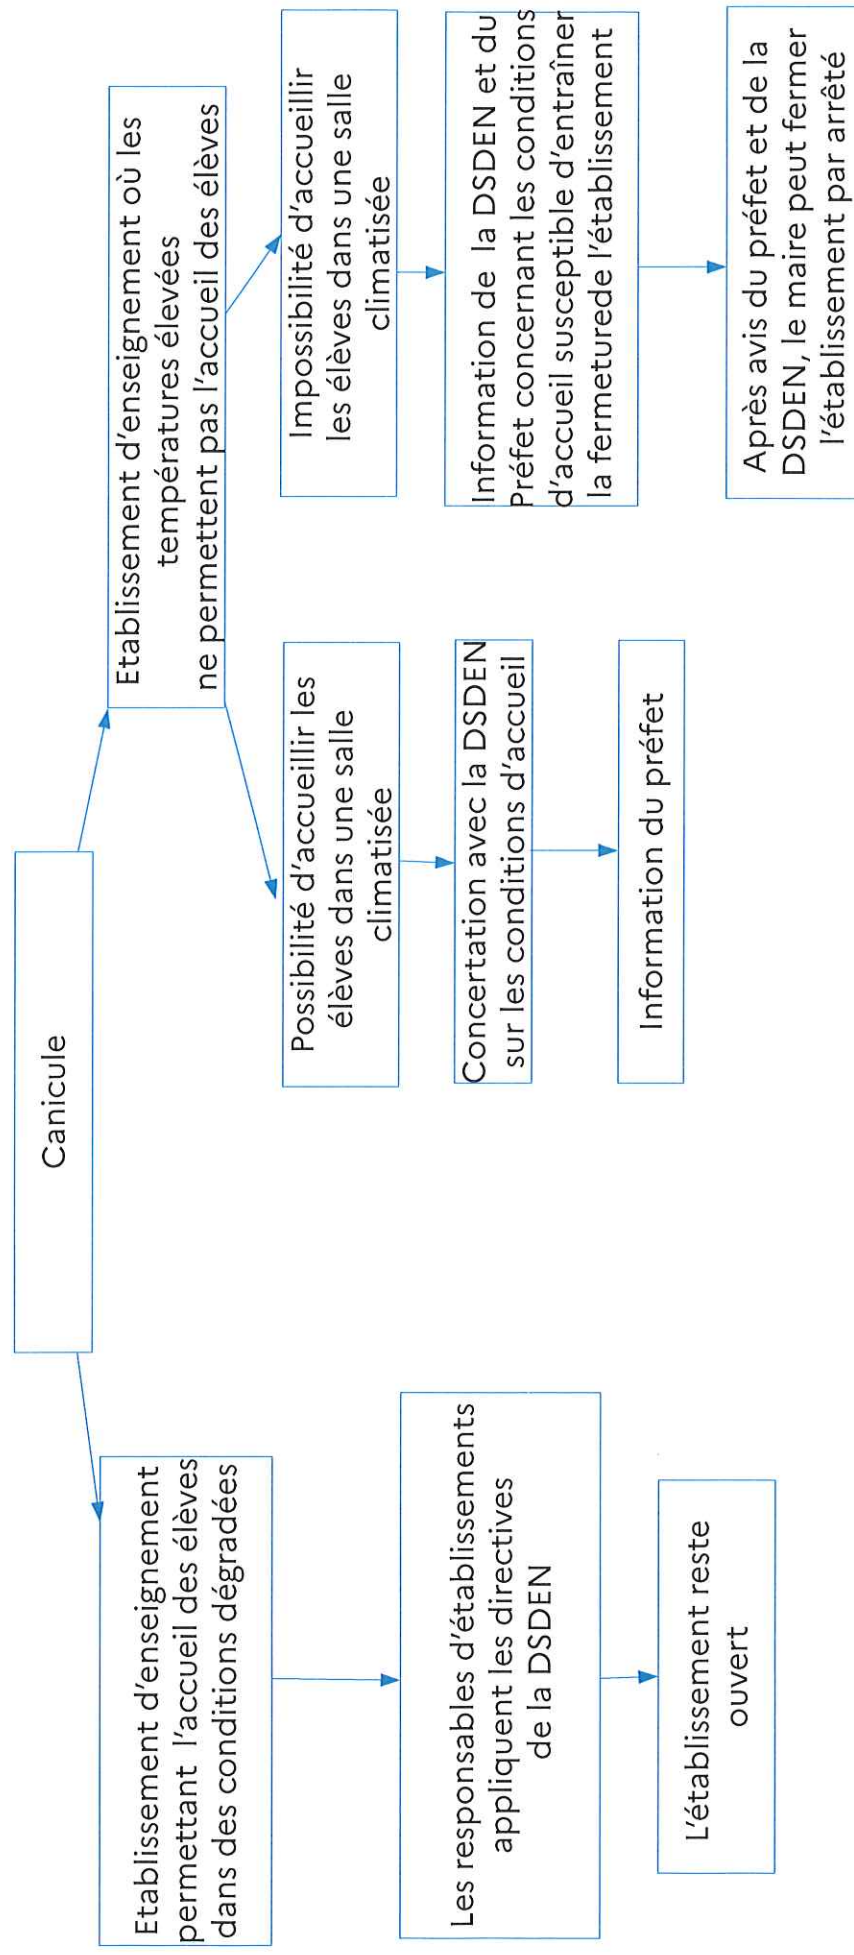 Canicule
Etablissement d'enseignement
permettant l'accueil des élèves
dans des conditions dégradées
Les responsables d'établissements
appliquent les directives
de la DSDEN
L'établissement reste
ouvert
Etablissement d'enseignement où les
températures élevées
ne permettent pas l'accueil des élèves
Possibilité d'accueillir les
élèves dans une salle
climatisée
Concertation avec la DSDEN
sur les conditions d'accueil
Information du préfet
Impossibilité d'accueillir
les élèves dans une salle
climatisée
Information de la DSDEN et du
Préfet concernant les conditions
d'accueil susceptible d'entraîner
la fermeturede l'établissement
Après avis du préfet et de la
DSDEN, le maire peut fermer
l'établissement par arrêté